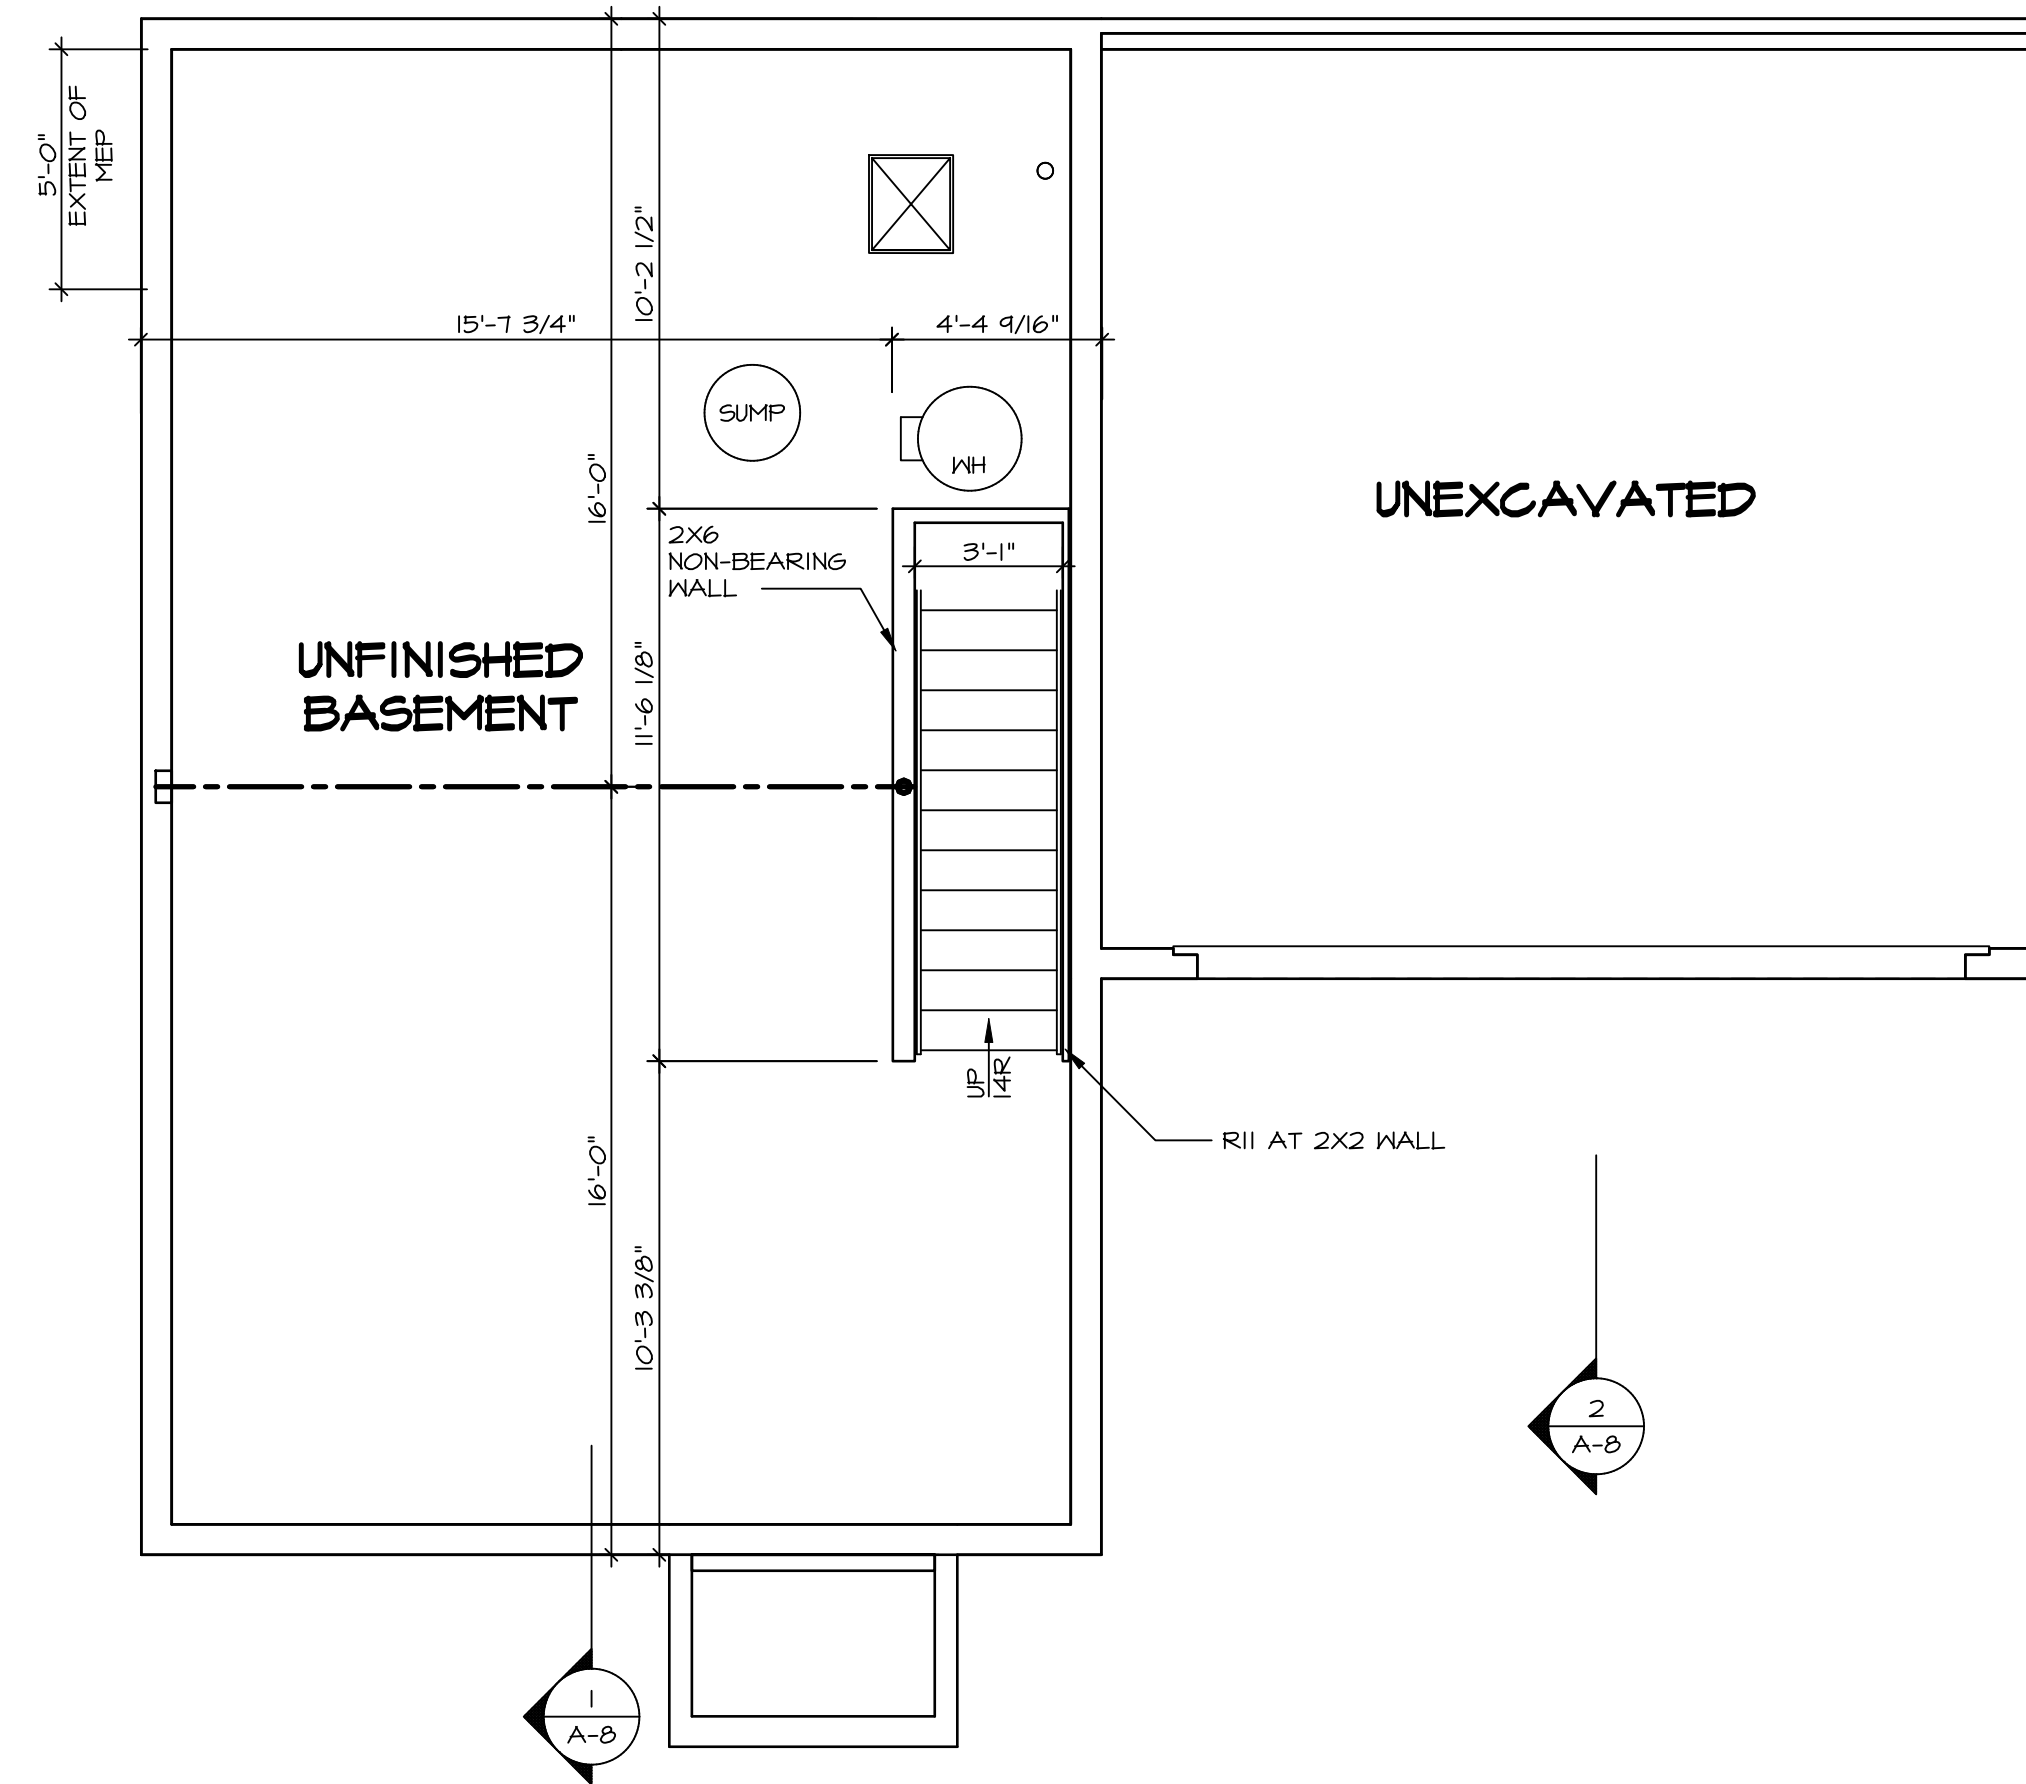 5'-0"
EXTENT OF
MEP
10'-2 1/2"
15'-7 3/4"
4'-4 9/16"
SUMP
WH
16'-0"
UNEXCAVATED
2X6
NON-BEARING
WALL
3'-1"
UNFINISHED
BASEMENT
11'-6 1/8"
UP
14R
R11 AT 2X2 WALL
16'-0"
10'-3 3/8"
2
A-8
1
A-8